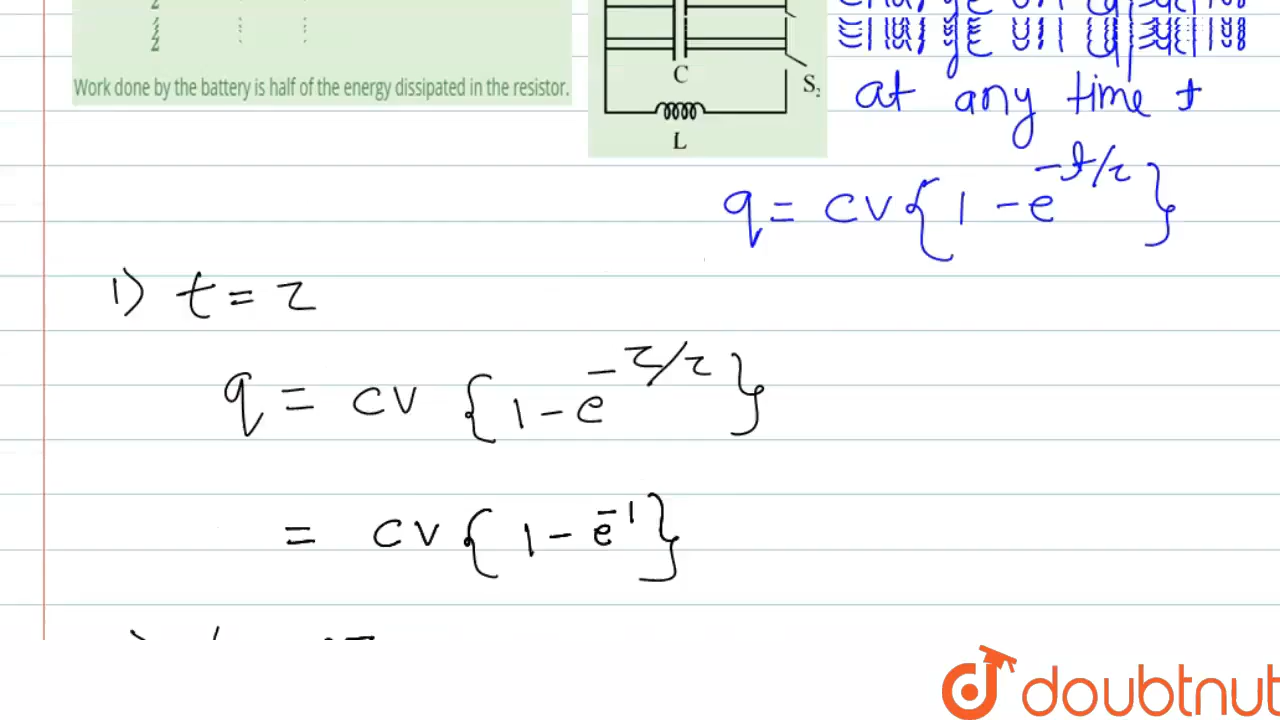 2
Work done by the battery is half of the energy dissipated in the resistor.
C
S₂
L
at any time t
q = CV{1 - e^{-t/τ}}
1) t = τ
q = CV {1 - e^{-τ/τ}}
= CV {1 - e^{-1}}
doubtnut